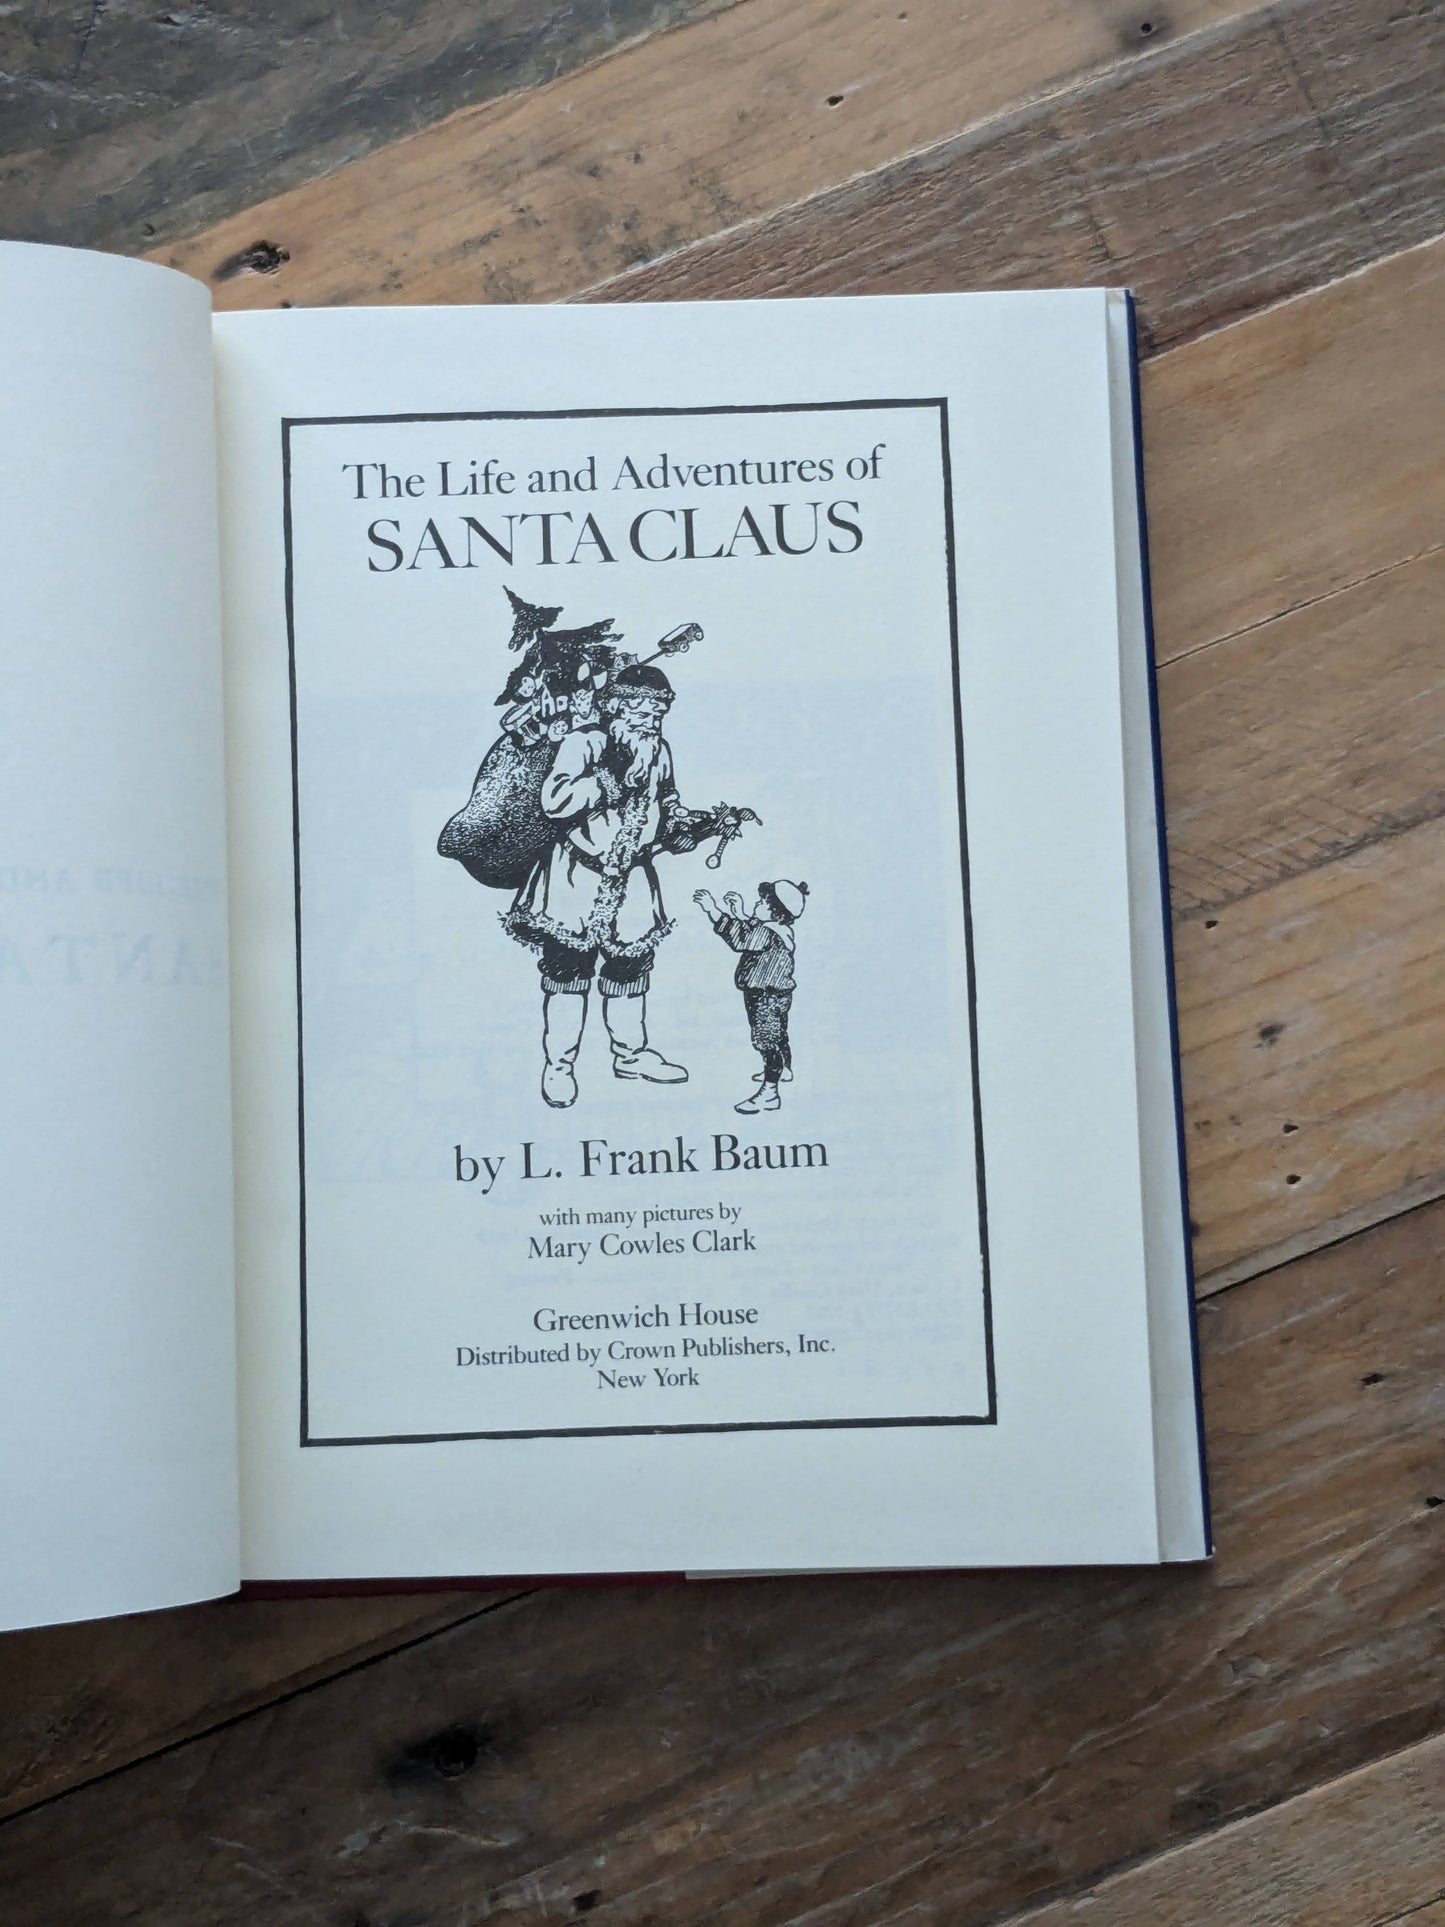 The Life and Adventures of
SANTA CLAUS
by L. Frank Baum
with many pictures by
Mary Cowles Clark
Greenwich House
Distributed by Crown Publishers, Inc.
New York